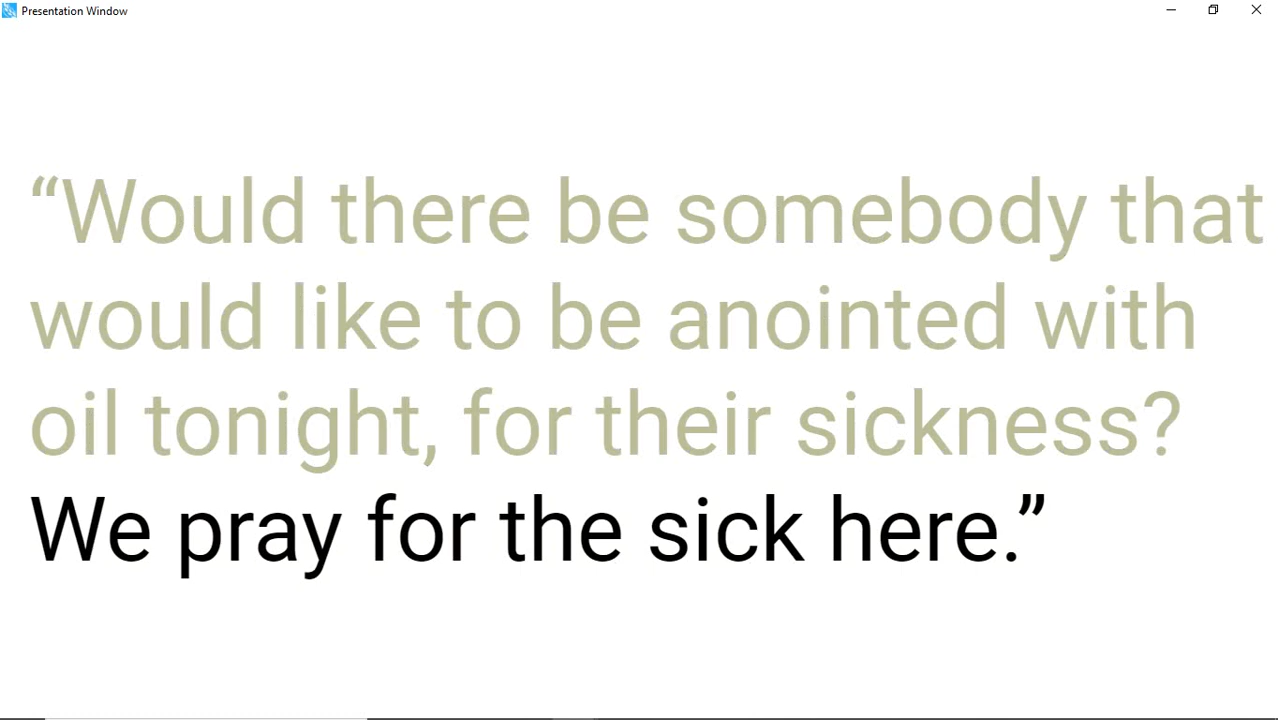 Presentation Window
“Would there be somebody that
would like to be anointed with
oil tonight, for their sickness?
We pray for the sick here.”